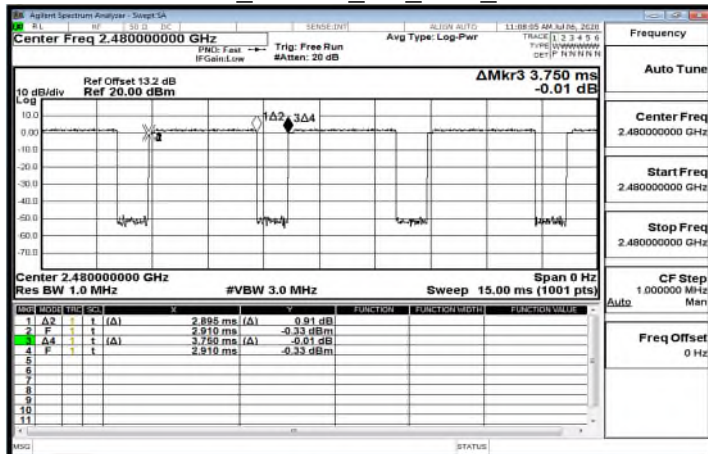 Agilent Spectrum Analyzer - Swept SA
RL RF 50 Ω DC SENSE:INT ALIGN AUTO 11:08:05 AM Jul 06, 2020
Center Freq 2.480000000 GHz
PNO: Fast
IFGain:Low
Trig: Free Run
#Atten: 20 dB
Avg Type: Log-Pwr
TRACE 1 2 3 4 5 6
TYPE WWWWWW
DET P N N N N N
Frequency
Auto Tune
Ref Offset 13.2 dB
Ref 20.00 dBm
ΔMkr3 3.750 ms
-0.01 dB
10 dB/div
Log
10.0
0.00
-10.0
-20.0
-30.0
-40.0
-50.0
-60.0
-70.0
1Δ2
3Δ4
Center Freq
2.480000000 GHz
Start Freq
2.480000000 GHz
Stop Freq
2.480000000 GHz
CF Step
1.000000 MHz
Auto Man
Freq Offset
0 Hz
Center 2.480000000 GHz Span 0 Hz
Res BW 1.0 MHz #VBW 3.0 MHz Sweep 15.00 ms (1001 pts)
MKR MODE TRC SCL X Y FUNCTION FUNCTION WIDTH FUNCTION VALUE
1 Δ2 1 t (Δ) 2.895 ms (Δ) 0.91 dB
2 F 1 t 2.910 ms -0.33 dBm
3 Δ4 1 t (Δ) 3.750 ms (Δ) -0.01 dB
4 F 1 t 2.910 ms -0.33 dBm
5
6
7
8
9
10
11
MSG STATUS